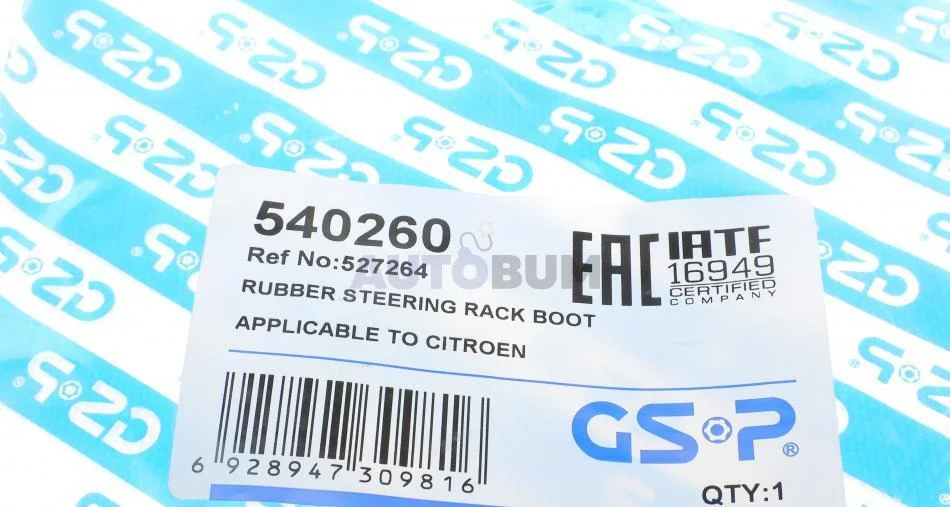 540260
Ref No:527264
AUTOBUM
RUBBER STEERING RACK BOOT
APPLICABLE TO CITROEN
EAC
IATF
16949
CERTIFIED
COMPANY
6 928947 309816
GSP®
QTY:1